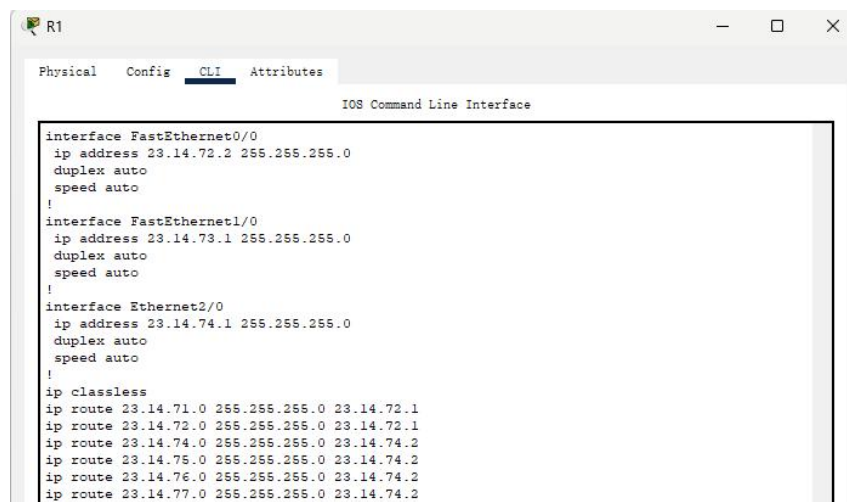 R1
Physical Config CLI Attributes
IOS Command Line Interface
interface FastEthernet0/0
ip address 23.14.72.2 255.255.255.0
duplex auto
speed auto
!
interface FastEthernet1/0
ip address 23.14.73.1 255.255.255.0
duplex auto
speed auto
!
interface Ethernet2/0
ip address 23.14.74.1 255.255.255.0
duplex auto
speed auto
!
ip classless
ip route 23.14.71.0 255.255.255.0 23.14.72.1
ip route 23.14.72.0 255.255.255.0 23.14.72.1
ip route 23.14.74.0 255.255.255.0 23.14.74.2
ip route 23.14.75.0 255.255.255.0 23.14.74.2
ip route 23.14.76.0 255.255.255.0 23.14.74.2
ip route 23.14.77.0 255.255.255.0 23.14.74.2